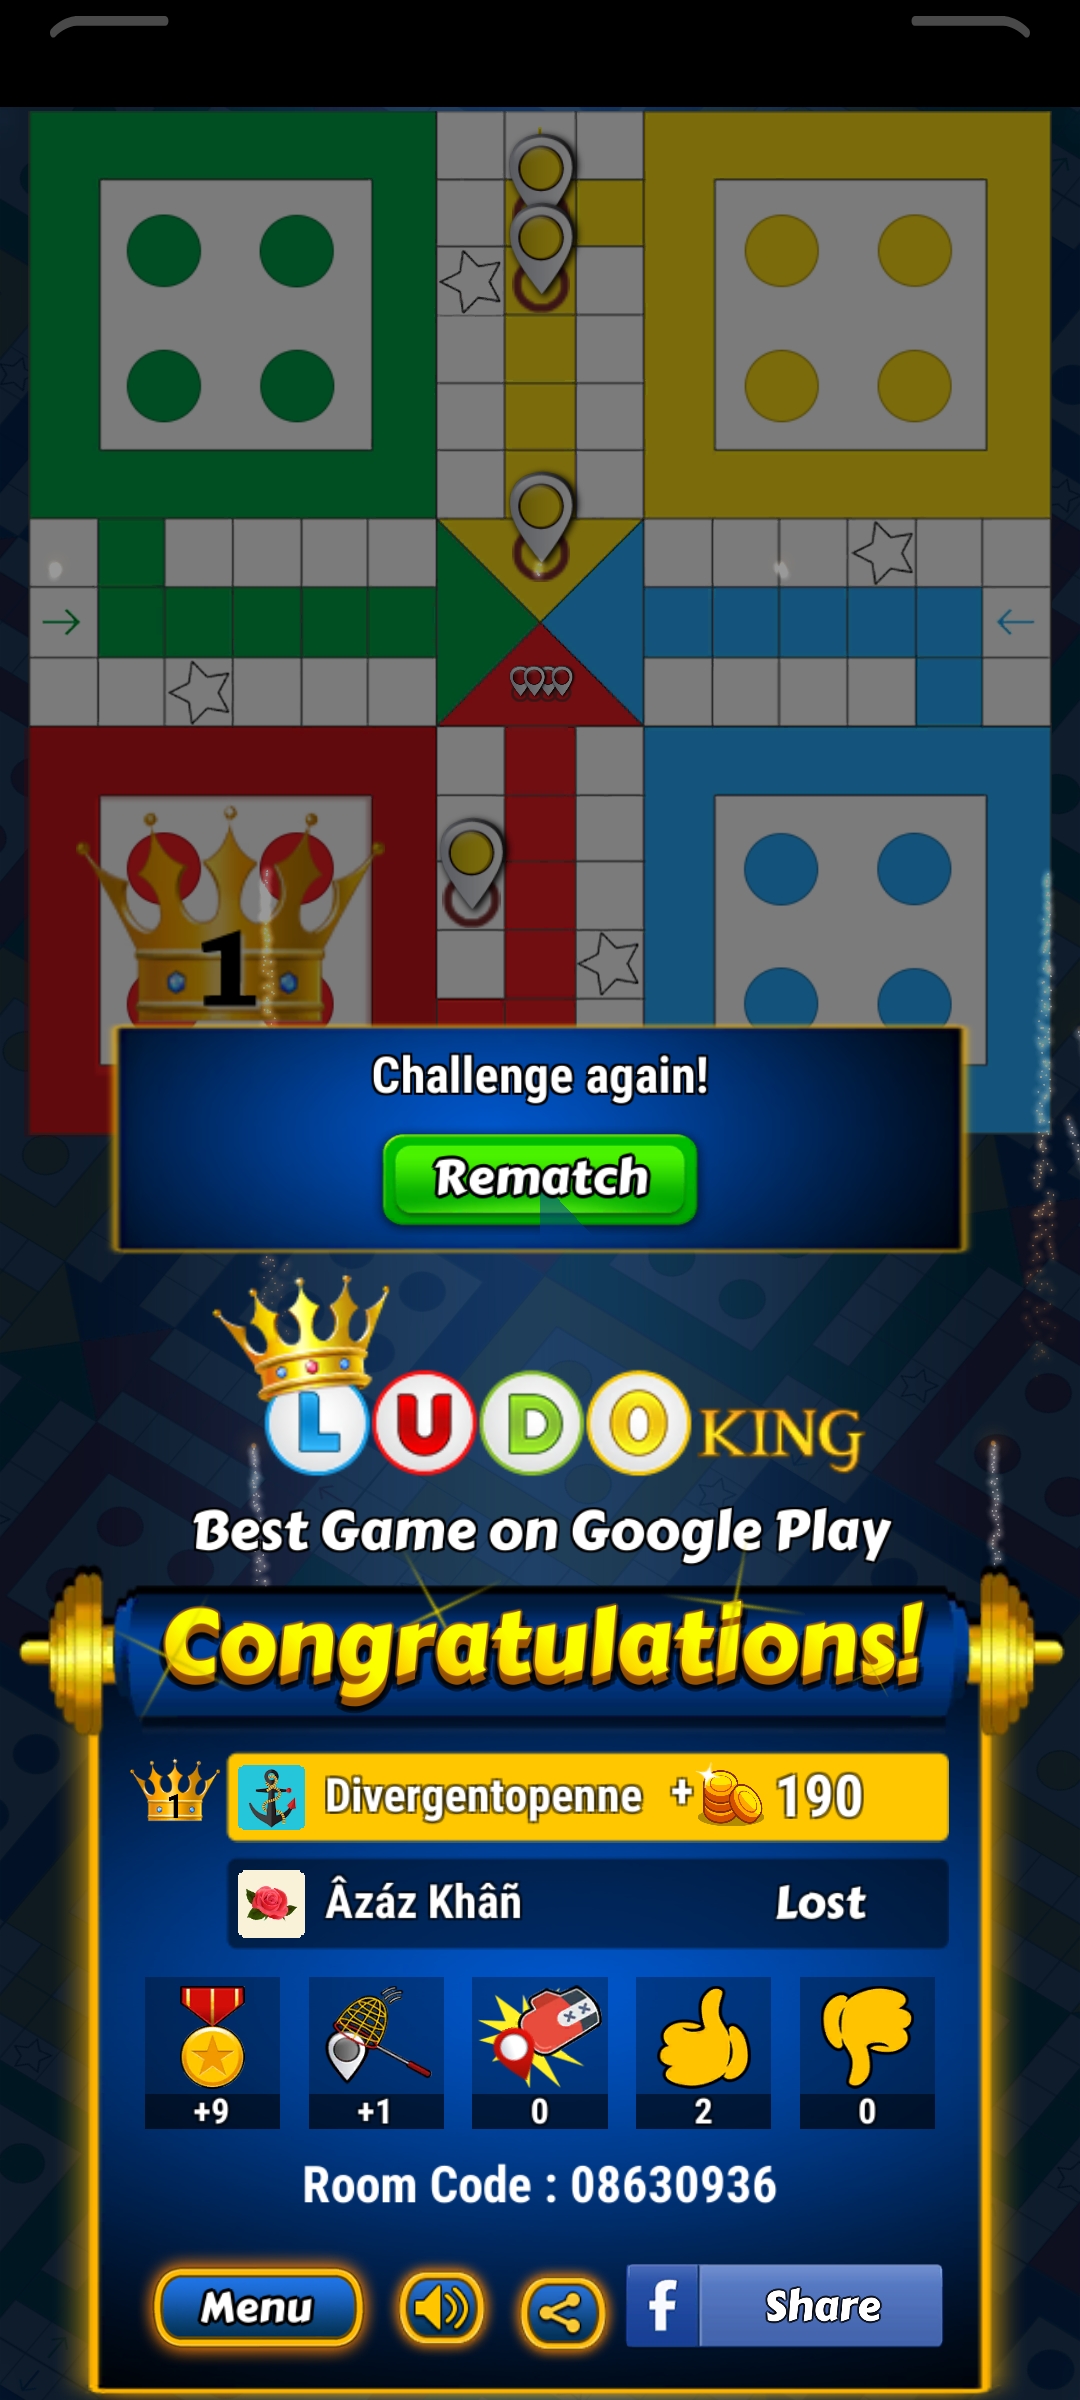 1
Challenge again!
Rematch
LUDO KING
Best Game on Google Play
Congratulations!
1 Divergentopenne + 190
Âzáz Khâñ Lost
+9 +1 0 2 0
Room Code : 08630936
Menu f Share